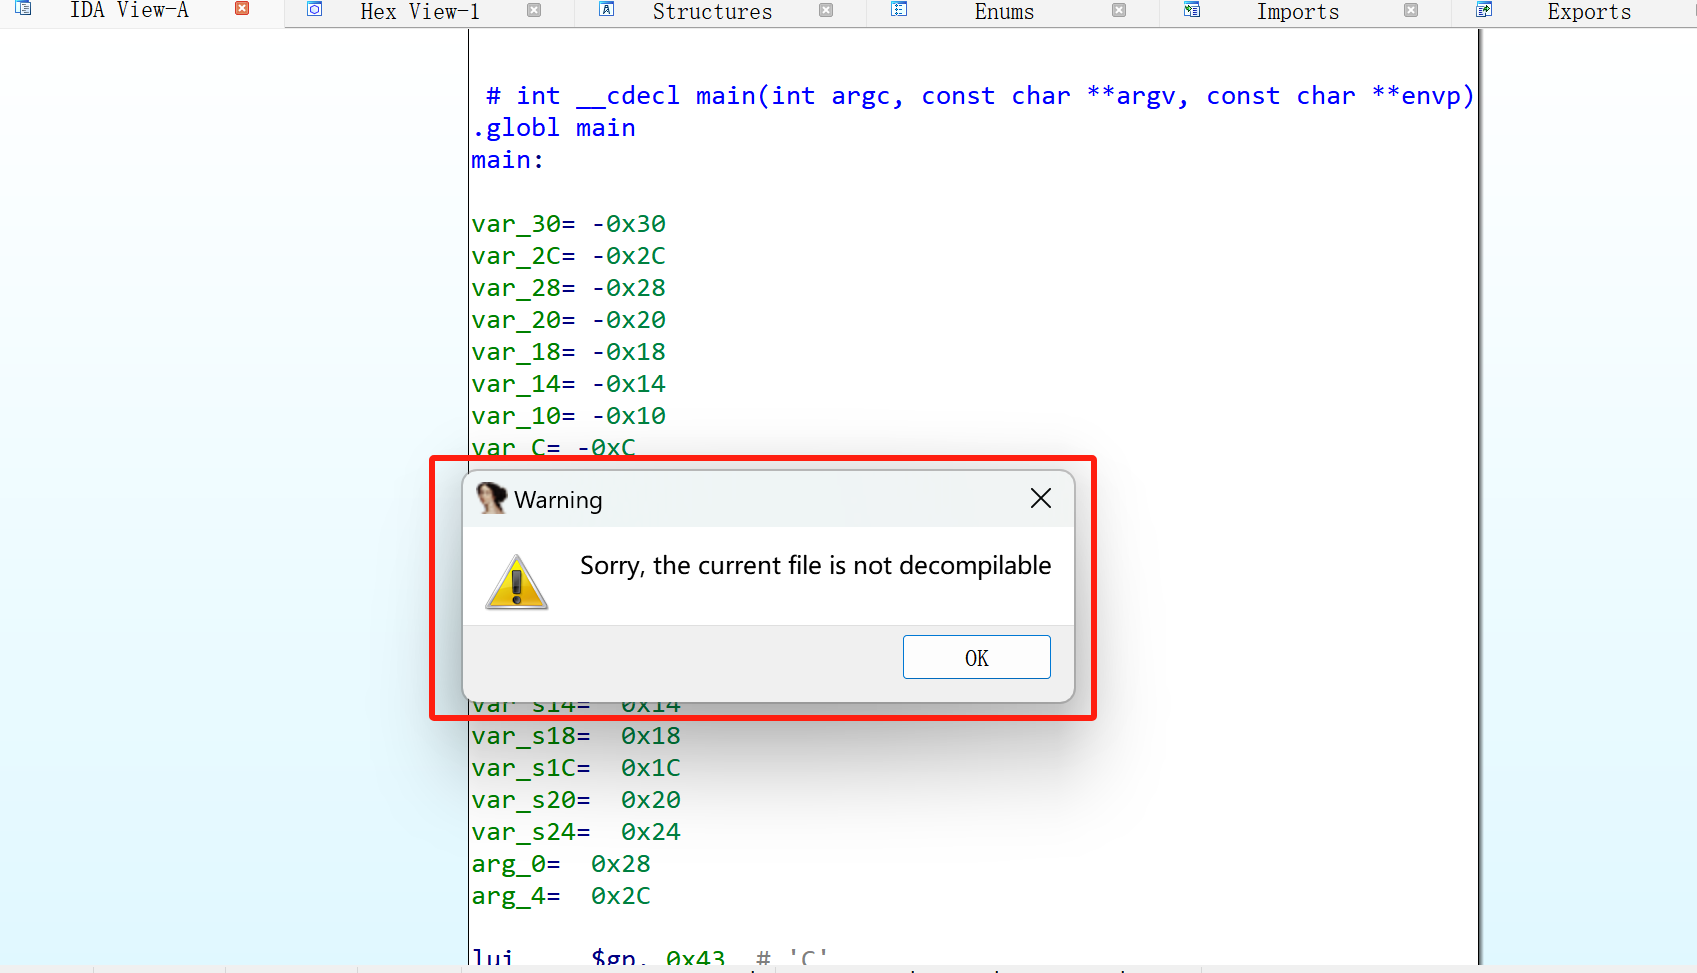 IDA View-A
Hex View-1
Structures
Enums
Imports
Exports
# int __cdecl main(int argc, const char **argv, const char **envp)
.globl main
main:
var_30= -0x30
var_2C= -0x2C
var_28= -0x28
var_20= -0x20
var_18= -0x18
var_14= -0x14
var_10= -0x10
var_C= -0xC
Warning
Sorry, the current file is not decompilable
OK
var_s14= 0x14
var_s18= 0x18
var_s1C= 0x1C
var_s20= 0x20
var_s24= 0x24
arg_0= 0x28
arg_4= 0x2C
lui $gp, 0x43 # 'C'